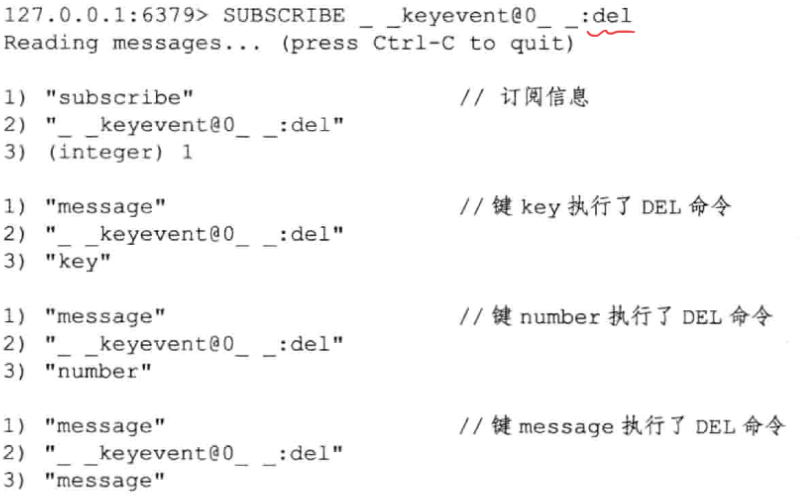 127.0.0.1:6379> SUBSCRIBE _ _keyevent@0_ _:del
Reading messages... (press Ctrl-C to quit)
1) "subscribe" // 订阅信息
2) "_ _keyevent@0_ _:del"
3) (integer) 1
1) "message" // 键 key 执行了 DEL 命令
2) "_ _keyevent@0_ _:del"
3) "key"
1) "message" // 键 number 执行了 DEL 命令
2) "_ _keyevent@0_ _:del"
3) "number"
1) "message" // 键 message 执行了 DEL 命令
2) "_ _keyevent@0_ _:del"
3) "message"